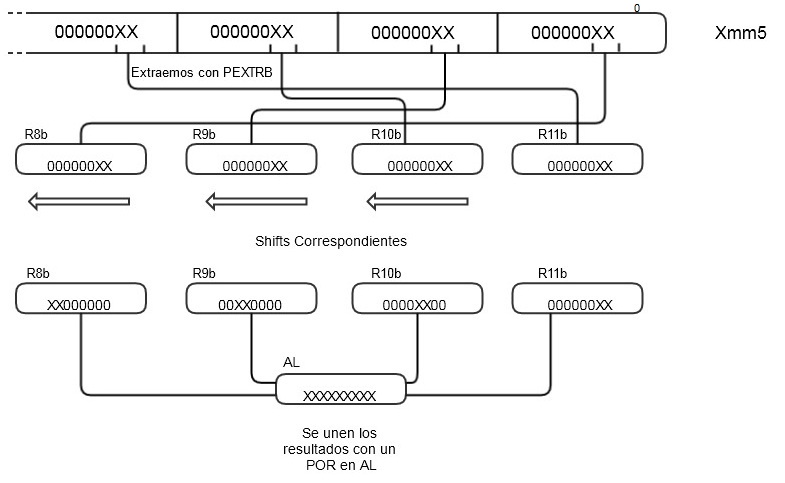 0
000000XX 000000XX 000000XX 000000XX Xmm5
Extraemos con PEXTRB
R8b R9b R10b R11b
000000XX 000000XX 000000XX 000000XX
Shifts Correspondientes
R8b R9b R10b R11b
XX000000 00XX0000 0000XX00 000000XX
AL
XXXXXXXXX
Se unen los
resultados con un
POR en AL